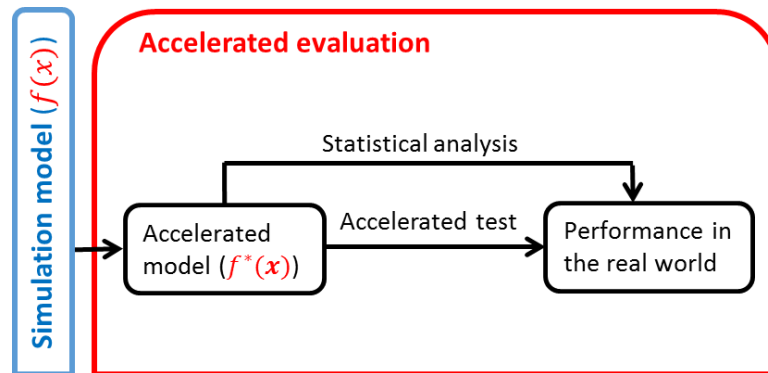 Simulation model (f(x))
Accelerated evaluation
Statistical analysis
Accelerated test
Accelerated
model (f*(x))
Performance in
the real world